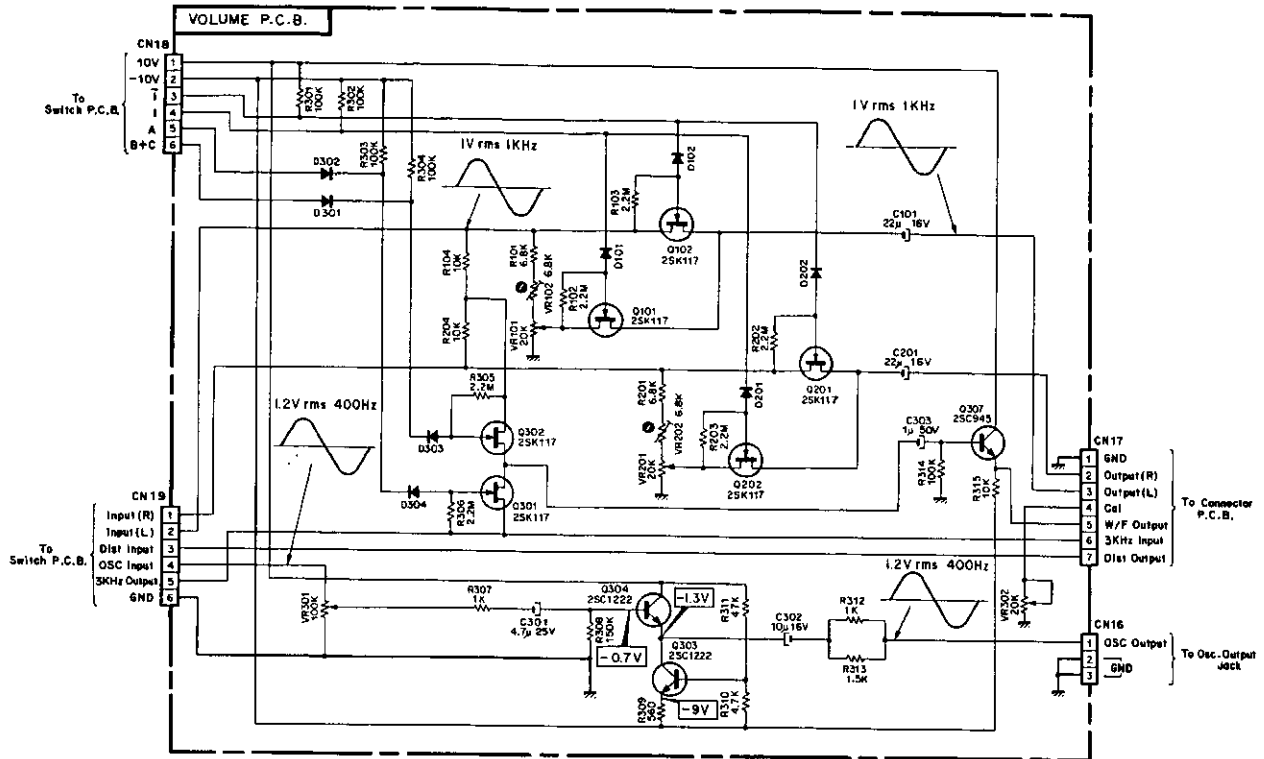 VOLUME P.C.B.
CN18
10V 1
-10V 2
Ī 3
I 4
A 5
B+C 6
To
Switch P.C.B.
R301
100K
R302
100K
R303
100K
R304
100K
D302
D301
1V rms 1KHz
1V rms 1KHz
D102
R103
2.2M
Q102
2SK117
C101
22μ 16V
R104
10K
R101
6.8K
VR102 6.8K
VR101
20K
D101
R102
2.2M
Q101
2SK117
D202
R204
10K
R202
2.2M
Q201
2SK117
C201
22μ 16V
R305
2.2M
R201
6.8K
VR202 6.8K
VR201
20K
D201
R203
2.2M
Q202
2SK117
1.2V rms 400Hz
D303
Q302
2SK117
D304
R306
2.2M
Q301
2SK117
C303
1μ 50V
R314
100K
Q307
2SC945
R315
10K
CN17
1 GND
2 Output(R)
3 Output(L)
4 Cal
5 W/F Output
6 3KHz Input
7 Dist Output
To Connector
P.C.B.
CN19
Input(R) 1
Input(L) 2
Dist Input 3
OSC Input 4
3KHz Output 5
GND 6
To
Switch P.C.B.
VR301
100K
R307
1K
C301
4.7μ 25V
R308
150K
-0.7V
Q304
2SC1222
-1.3V
Q303
2SC1222
R309
560
-9V
R311
47K
R310
4.7K
C302
10μ 16V
R312
1K
R313
1.5K
1.2V rms 400Hz
VR302
20K
CN16
1 OSC Output
2 GND
3
To Osc. Output
Jack